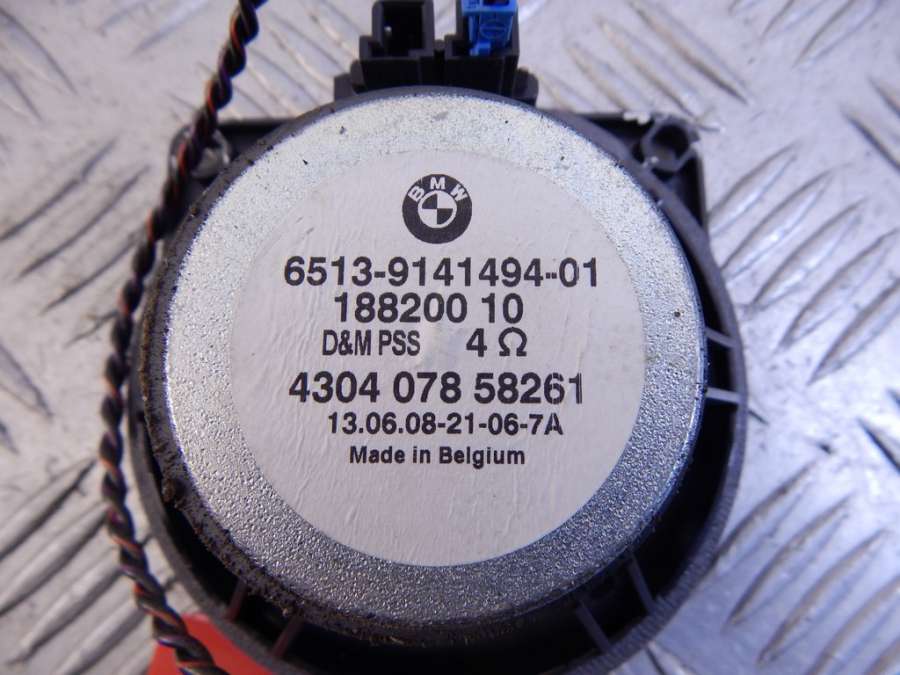 BMW
6513-9141494-01
188200 10
D&M PSS 4 Ω
4304 078 58261
13.06.08-21-06-7A
Made in Belgium